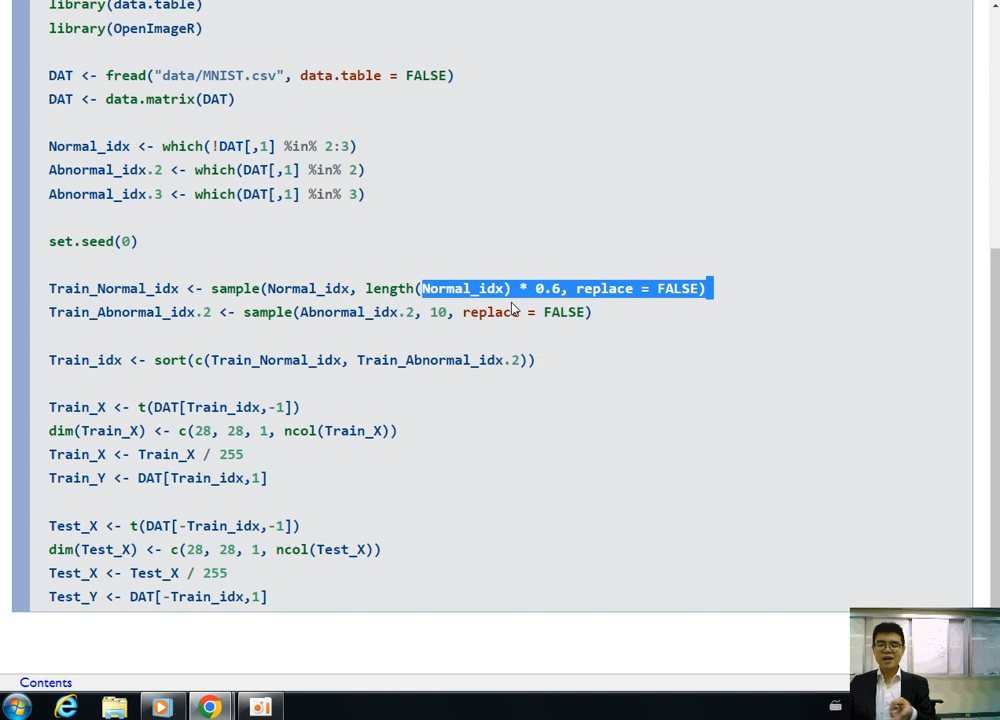 library(data.table)
library(OpenImageR)
DAT <- fread("data/MNIST.csv", data.table = FALSE)
DAT <- data.matrix(DAT)
Normal_idx <- which(!DAT[,1] %in% 2:3)
Abnormal_idx.2 <- which(DAT[,1] %in% 2)
Abnormal_idx.3 <- which(DAT[,1] %in% 3)
set.seed(0)
Train_Normal_idx <- sample(Normal_idx, length(Normal_idx) * 0.6, replace = FALSE)
Train_Abnormal_idx.2 <- sample(Abnormal_idx.2, 10, replace = FALSE)
Train_idx <- sort(c(Train_Normal_idx, Train_Abnormal_idx.2))
Train_X <- t(DAT[Train_idx,-1])
dim(Train_X) <- c(28, 28, 1, ncol(Train_X))
Train_X <- Train_X / 255
Train_Y <- DAT[Train_idx,1]
Test_X <- t(DAT[-Train_idx,-1])
dim(Test_X) <- c(28, 28, 1, ncol(Test_X))
Test_X <- Test_X / 255
Test_Y <- DAT[-Train_idx,1]
Contents